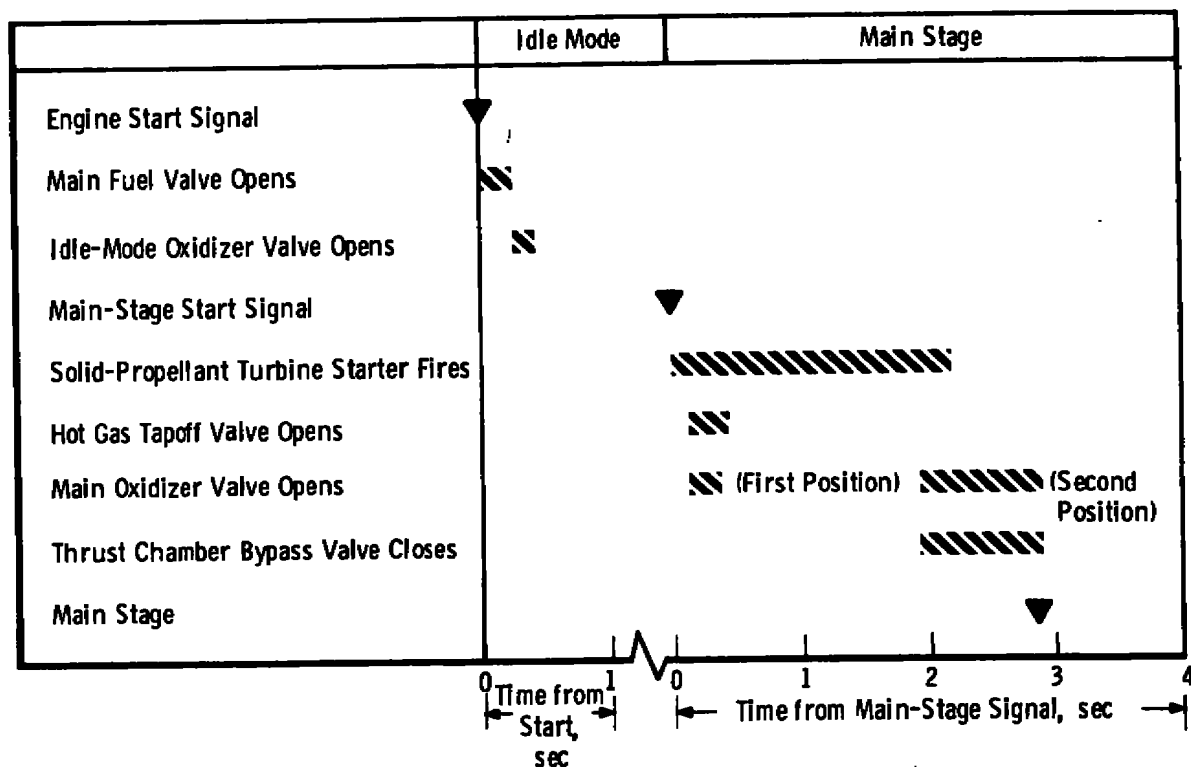 Idle Mode
Main Stage
Engine Start Signal
Main Fuel Valve Opens
Idle-Mode Oxidizer Valve Opens
Main-Stage Start Signal
Solid-Propellant Turbine Starter Fires
Hot Gas Tapoff Valve Opens
Main Oxidizer Valve Opens
(First Position)
(Second
Position)
Thrust Chamber Bypass Valve Closes
Main Stage
0 1 0 1 2 3 4
Time from
Start,
sec
Time from Main-Stage Signal, sec